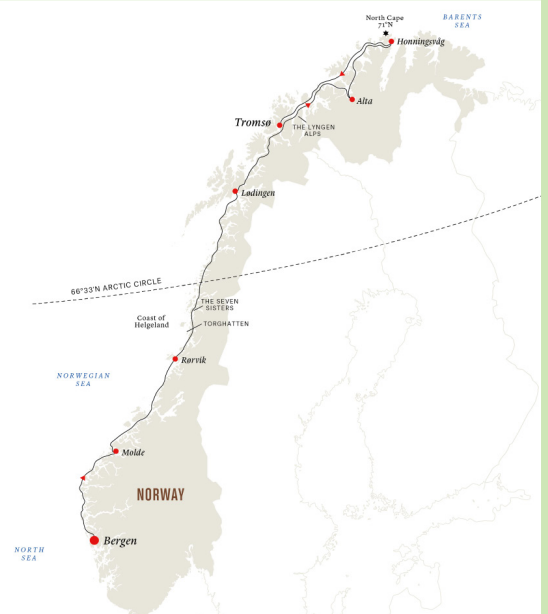 North Cape
71°N
BARENTS
SEA
Honningsvåg
Alta
Tromsø
THE LYNGEN
ALPS
Lødingen
66°33'N ARCTIC CIRCLE
THE SEVEN
SISTERS
Coast of
Helgeland
TORGHATTEN
Rørvik
NORWEGIAN
SEA
Molde
NORWAY
Bergen
NORTH
SEA